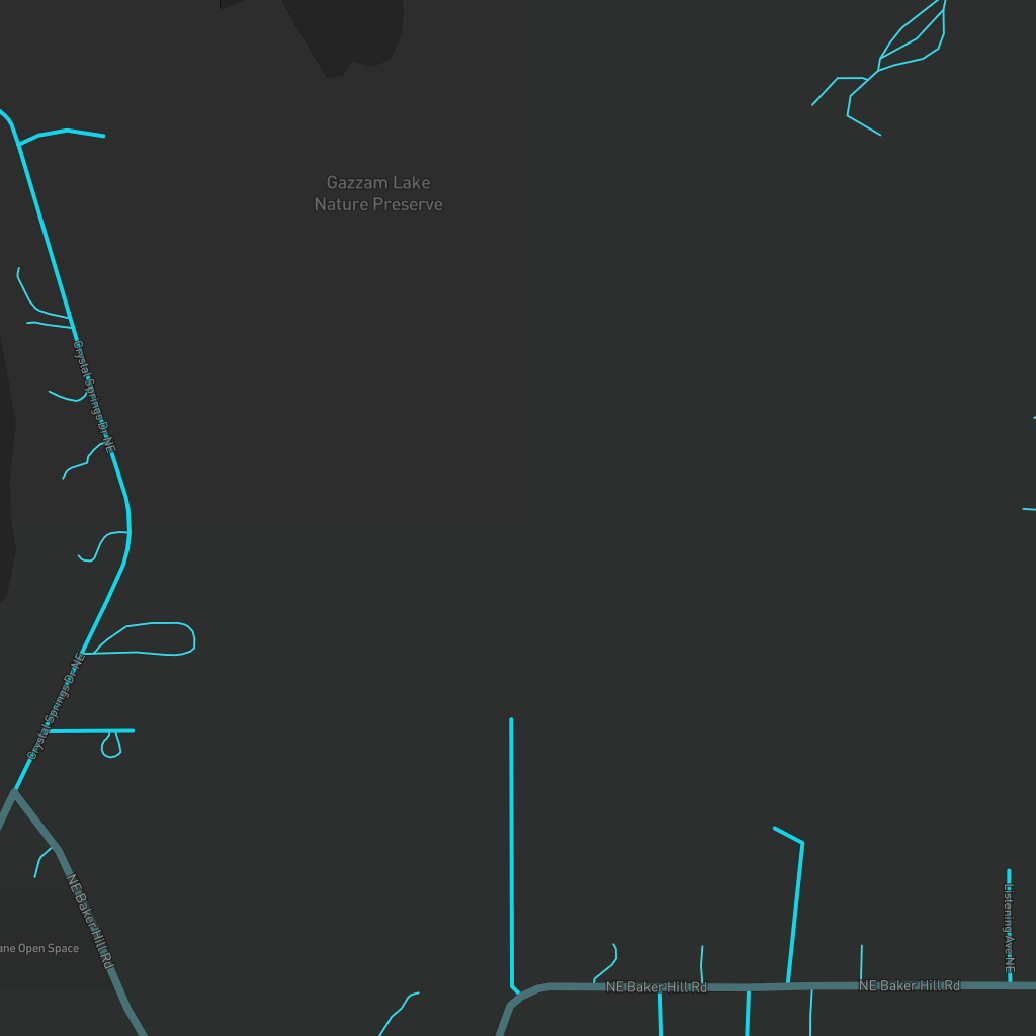 Gazzam Lake
Nature Preserve
Crystal Springs Dr NE
Crystal Springs Dr NE
NE Baker Hill Rd
ane Open Space
NE Baker Hill Rd
NE Baker Hill Rd
Listening Ave NE